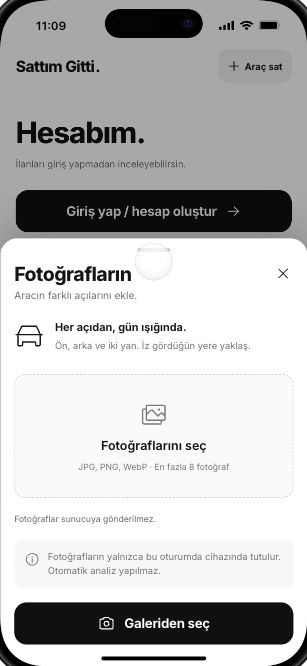 11:09
Sattım Gitti.
+ Araç sat
Hesabım.
İlanları giriş yapmadan inceleyebilirsin.
Giriş yap / hesap oluştur →
Fotoğrafların
Aracın farklı açılarını ekle.
Her açıdan, gün ışığında.
Ön, arka ve iki yan. İz gördüğün yere yaklaş.
Fotoğraflarını seç
JPG, PNG, WebP · En fazla 8 fotoğraf
Fotoğraflar sunucuya gönderilmez.
Fotoğrafların yalnızca bu oturumda cihazında tutulur.
Otomatik analiz yapılmaz.
Galeriden seç